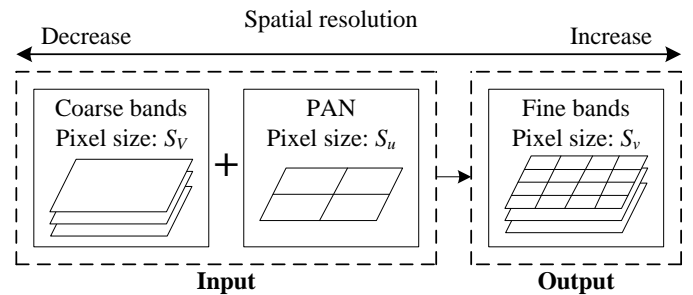 Spatial resolution
Decrease
Increase
Coarse bands
Pixel size: S_V
+
PAN
Pixel size: S_u
Fine bands
Pixel size: S_v
Input
Output